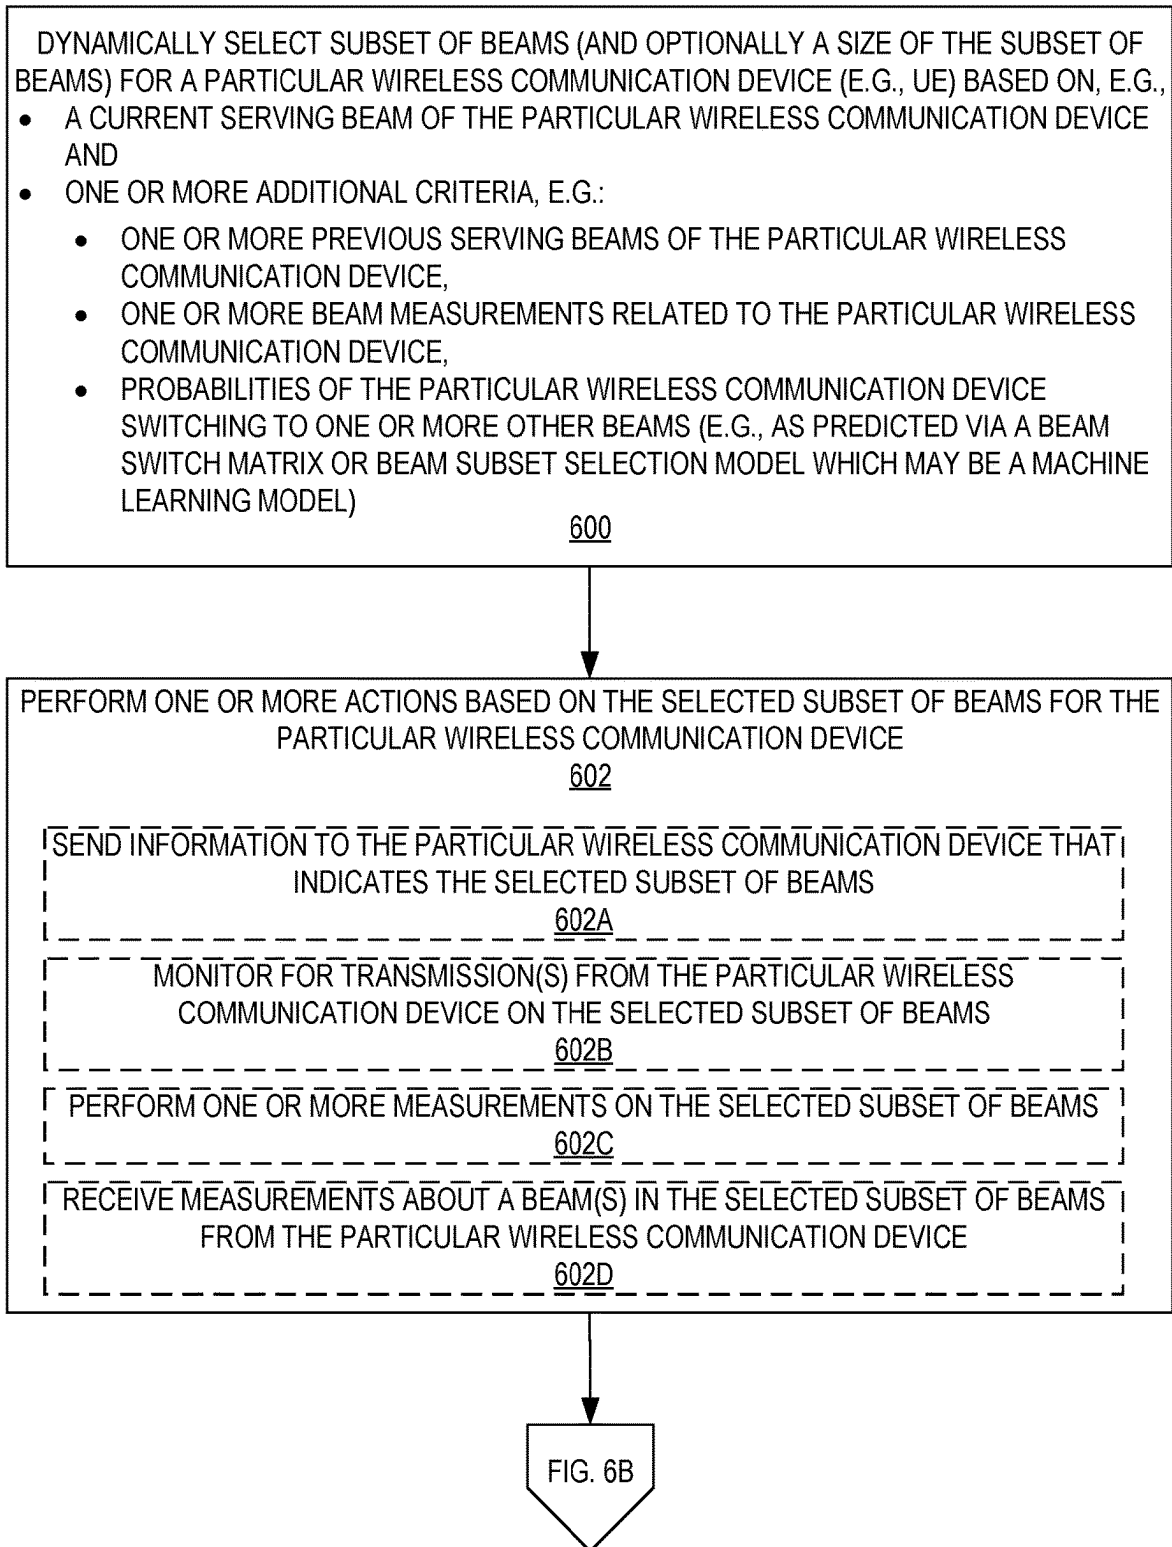 DYNAMICALLY SELECT SUBSET OF BEAMS (AND OPTIONALLY A SIZE OF THE SUBSET OF
BEAMS) FOR A PARTICULAR WIRELESS COMMUNICATION DEVICE (E.G., UE) BASED ON, E.G.,
• A CURRENT SERVING BEAM OF THE PARTICULAR WIRELESS COMMUNICATION DEVICE
AND
• ONE OR MORE ADDITIONAL CRITERIA, E.G.:
• ONE OR MORE PREVIOUS SERVING BEAMS OF THE PARTICULAR WIRELESS
COMMUNICATION DEVICE,
• ONE OR MORE BEAM MEASUREMENTS RELATED TO THE PARTICULAR WIRELESS
COMMUNICATION DEVICE,
• PROBABILITIES OF THE PARTICULAR WIRELESS COMMUNICATION DEVICE
SWITCHING TO ONE OR MORE OTHER BEAMS (E.G., AS PREDICTED VIA A BEAM
SWITCH MATRIX OR BEAM SUBSET SELECTION MODEL WHICH MAY BE A MACHINE
LEARNING MODEL)
600
PERFORM ONE OR MORE ACTIONS BASED ON THE SELECTED SUBSET OF BEAMS FOR THE
PARTICULAR WIRELESS COMMUNICATION DEVICE
602
SEND INFORMATION TO THE PARTICULAR WIRELESS COMMUNICATION DEVICE THAT
INDICATES THE SELECTED SUBSET OF BEAMS
602A
MONITOR FOR TRANSMISSION(S) FROM THE PARTICULAR WIRELESS
COMMUNICATION DEVICE ON THE SELECTED SUBSET OF BEAMS
602B
PERFORM ONE OR MORE MEASUREMENTS ON THE SELECTED SUBSET OF BEAMS
602C
RECEIVE MEASUREMENTS ABOUT A BEAM(S) IN THE SELECTED SUBSET OF BEAMS
FROM THE PARTICULAR WIRELESS COMMUNICATION DEVICE
602D
FIG. 6B